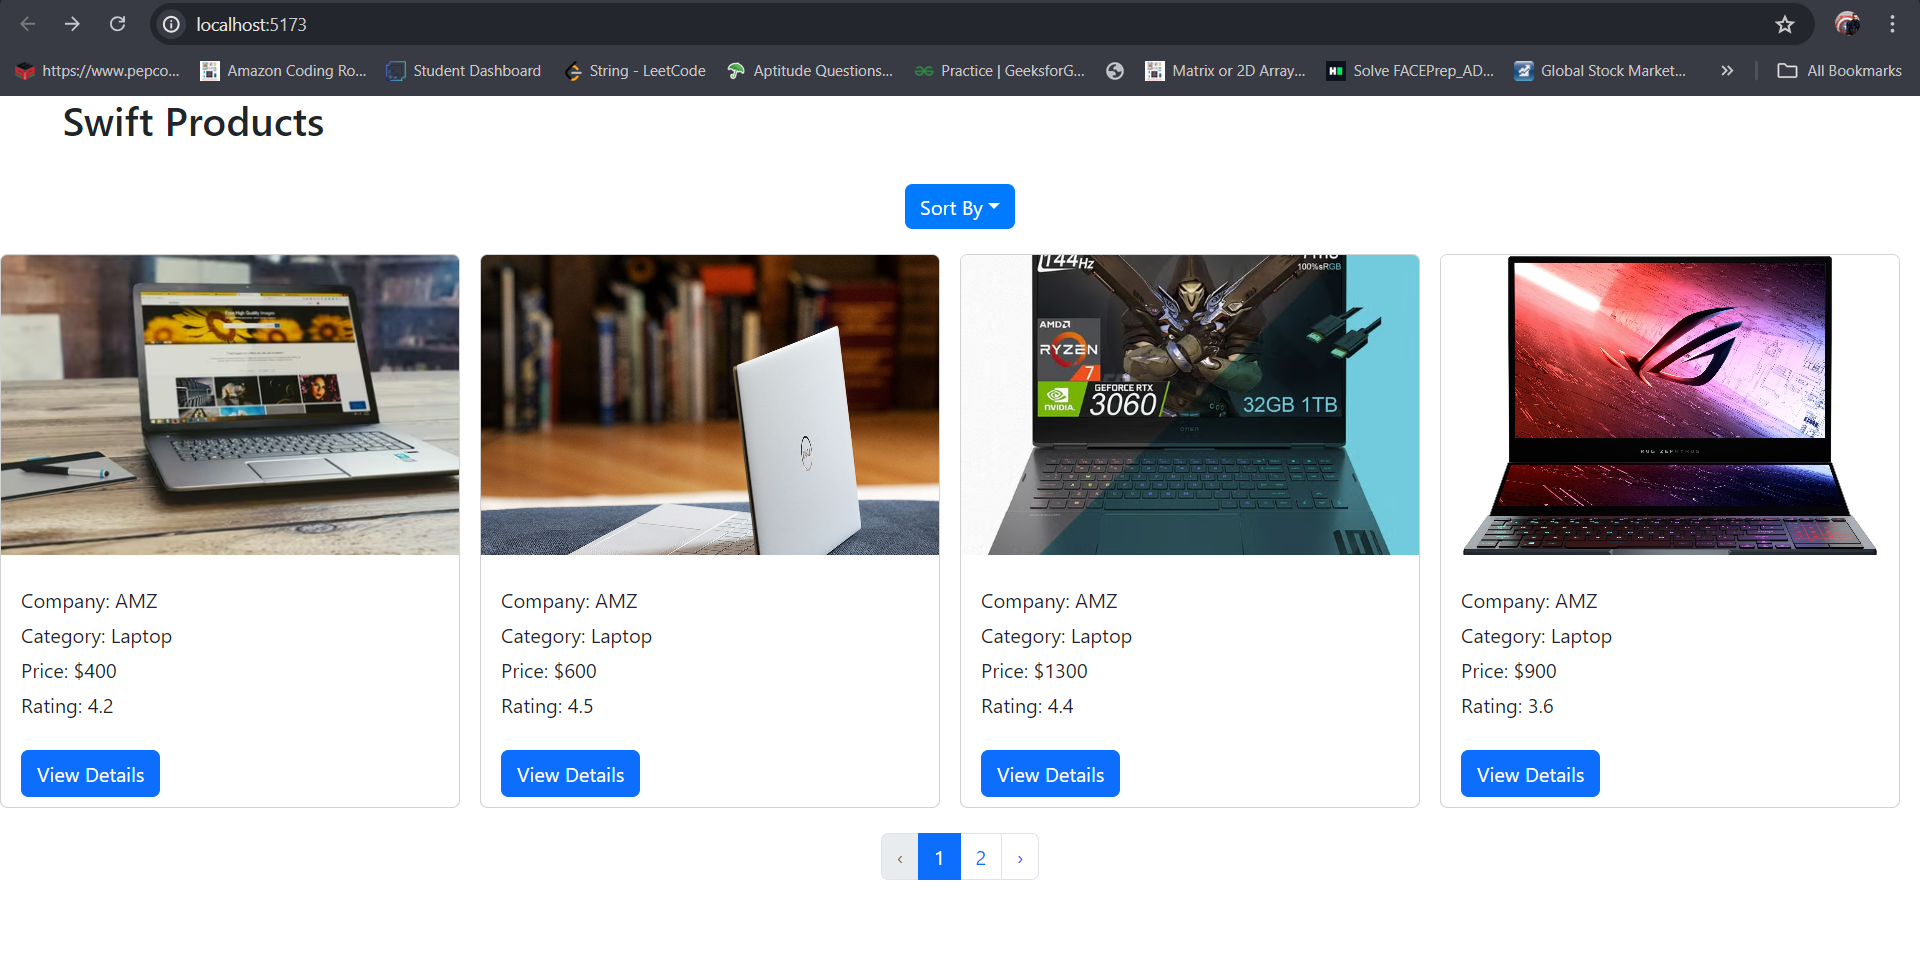 localhost:5173
https://www.pepco... Amazon Coding Ro... Student Dashboard String - LeetCode Aptitude Questions... Practice | GeeksforG... Matrix or 2D Array... Solve FACEPrep_AD... Global Stock Market... » All Bookmarks
Swift Products
Sort By
144Hz
100%sRGB
AMD
RYZEN
7
NVIDIA.
GEFORCE RTX
3060
32GB 1TB
OMEN
Company: AMZ
Category: Laptop
Price: $400
Rating: 4.2
View Details
Company: AMZ
Category: Laptop
Price: $600
Rating: 4.5
View Details
Company: AMZ
Category: Laptop
Price: $1300
Rating: 4.4
View Details
Company: AMZ
Category: Laptop
Price: $900
Rating: 3.6
View Details
‹ 1 2 ›